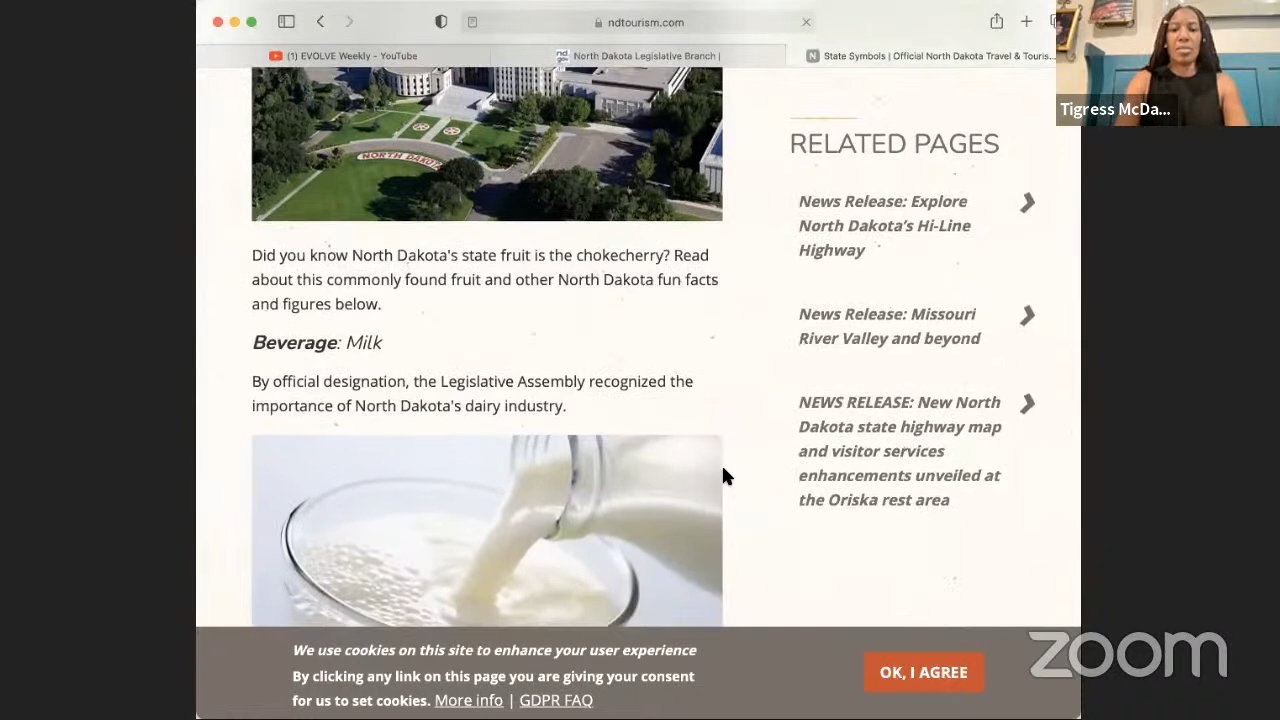 ndtourism.com
(1) EVOLVE Weekly - YouTube
North Dakota Legislative Branch |
State Symbols | Official North Dakota Travel & Touris...
Tigress McDa...
NORTH DAKOTA
RELATED PAGES
News Release: Explore
North Dakota's Hi-Line
Highway
News Release: Missouri
River Valley and beyond
NEWS RELEASE: New North
Dakota state highway map
and visitor services
enhancements unveiled at
the Oriska rest area
Did you know North Dakota's state fruit is the chokecherry? Read
about this commonly found fruit and other North Dakota fun facts
and figures below.
Beverage: Milk
By official designation, the Legislative Assembly recognized the
importance of North Dakota's dairy industry.
We use cookies on this site to enhance your user experience
By clicking any link on this page you are giving your consent
for us to set cookies. More info | GDPR FAQ
OK, I AGREE
zoom